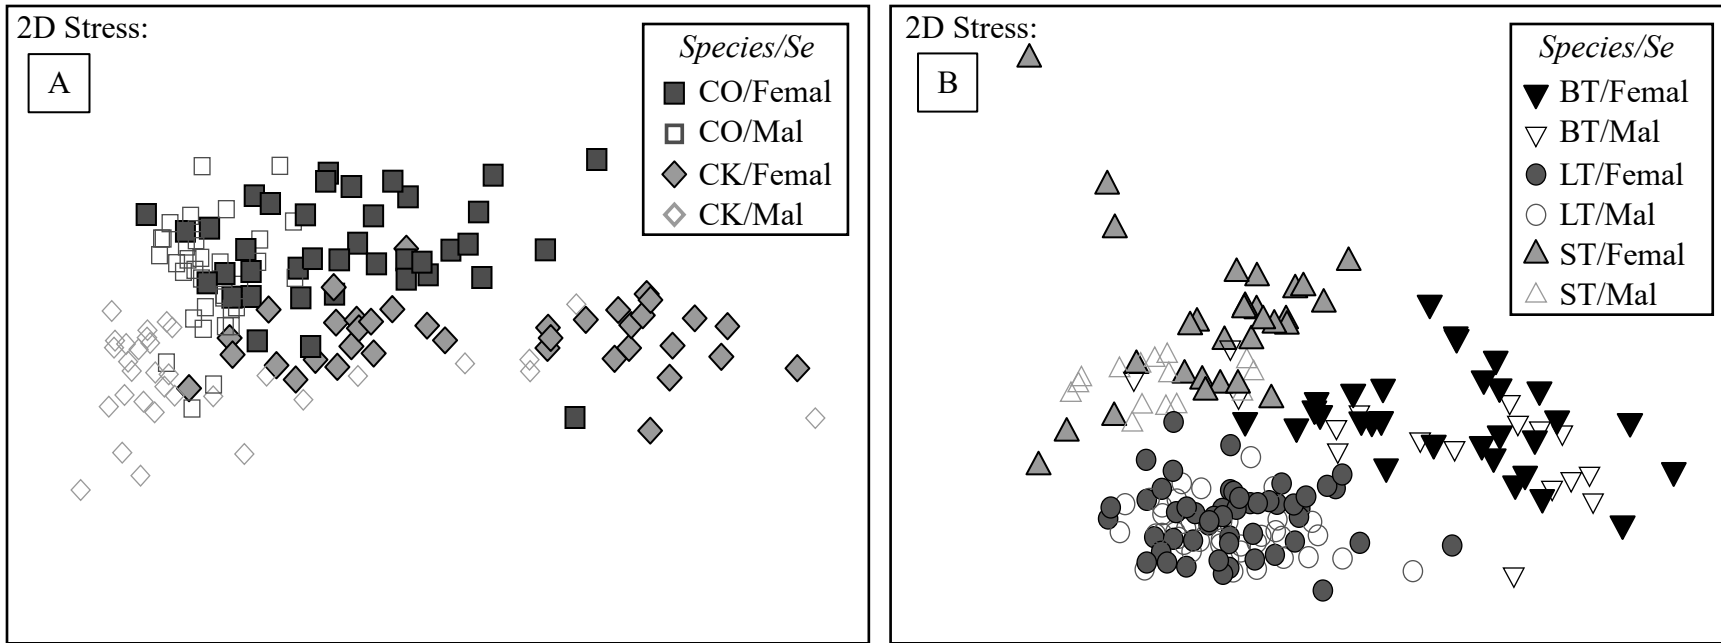 2D Stress:
A
Species/Se
CO/Femal
CO/Mal
CK/Femal
CK/Mal
2D Stress:
B
Species/Se
BT/Femal
BT/Mal
LT/Femal
LT/Mal
ST/Femal
ST/Mal